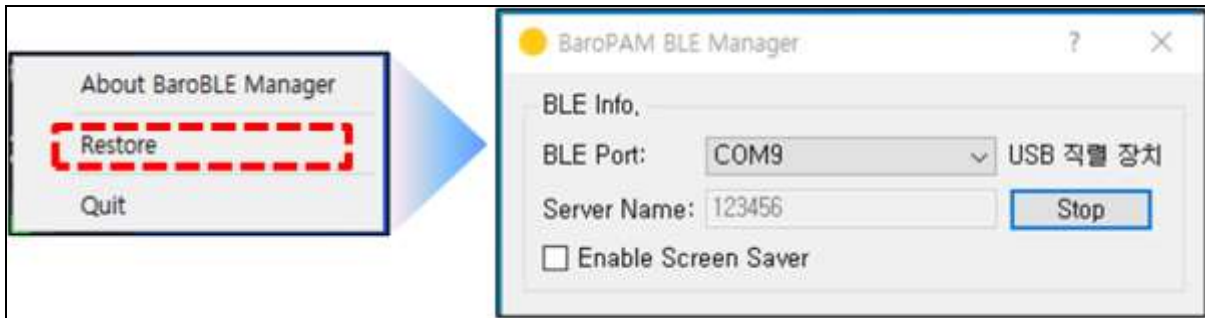 About BaroBLE Manager
Restore
Quit
BaroPAM BLE Manager ? ×
BLE Info,
BLE Port: COM9 USB 직렬 장치
Server Name: 123456 Stop
Enable Screen Saver